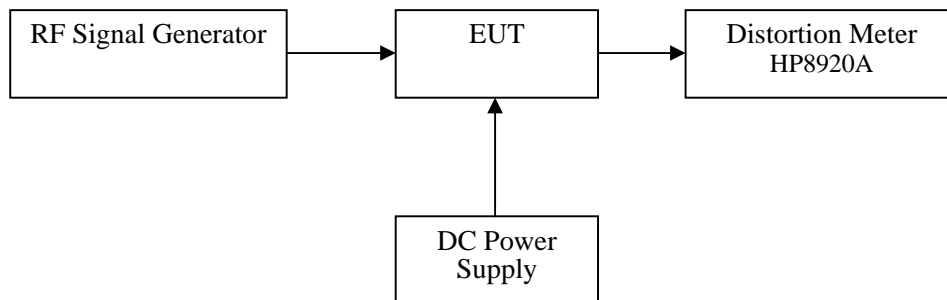 RF Signal Generator
EUT
Distortion Meter
HP8920A
DC Power
Supply